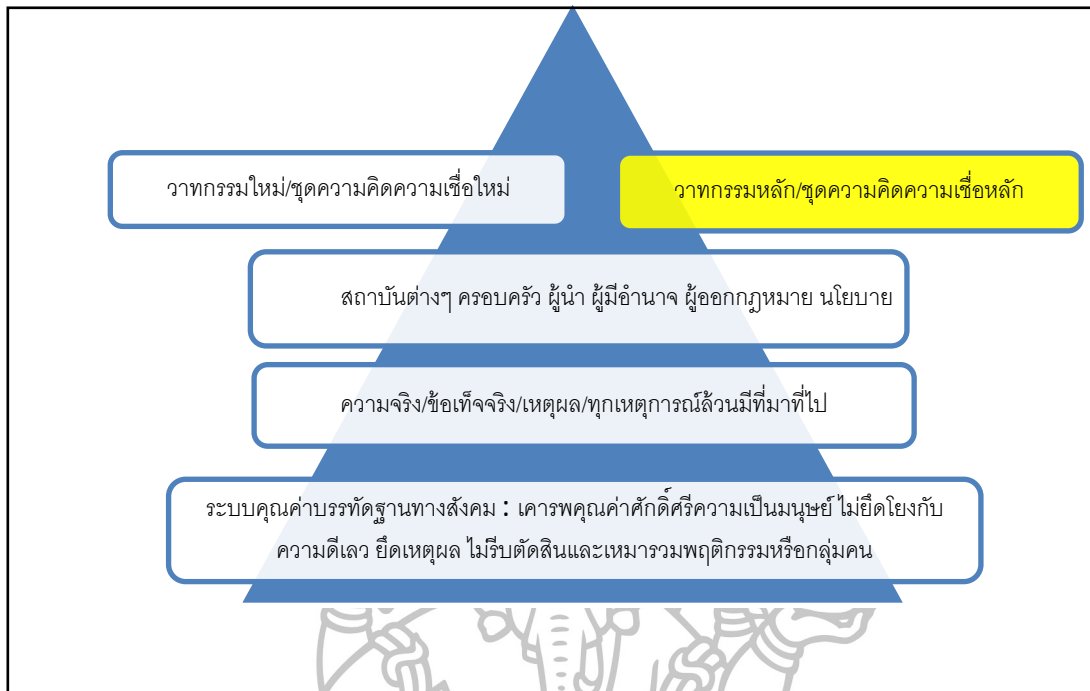 วาทกรรมใหม่/ชุดความคิดความเชื่อใหม่
วาทกรรมหลัก/ชุดความคิดความเชื่อหลัก
สถาบันต่างๆ ครอบครัว ผู้นำ ผู้มีอำนาจ ผู้ออกกฎหมาย นโยบาย
ความจริง/ข้อเท็จจริง/เหตุผล/ทุกเหตุการณ์ล้วนมีที่มาที่ไป
ระบบคุณค่าบรรทัดฐานทางสังคม : เคารพคุณค่าศักดิ์ศรีความเป็นมนุษย์ ไม่ยึดโยงกับ
ความดีเลว ยึดเหตุผล ไม่รีบตัดสินและเหมารวมพฤติกรรมหรือกลุ่มคน